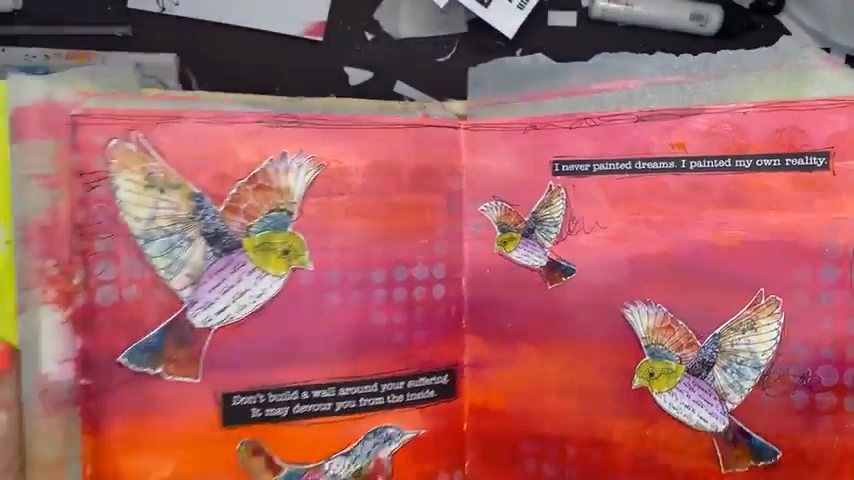 I never painted dreams. I painted my own reality.
Don't build a wall around your suffering
It may devour you from the inside.